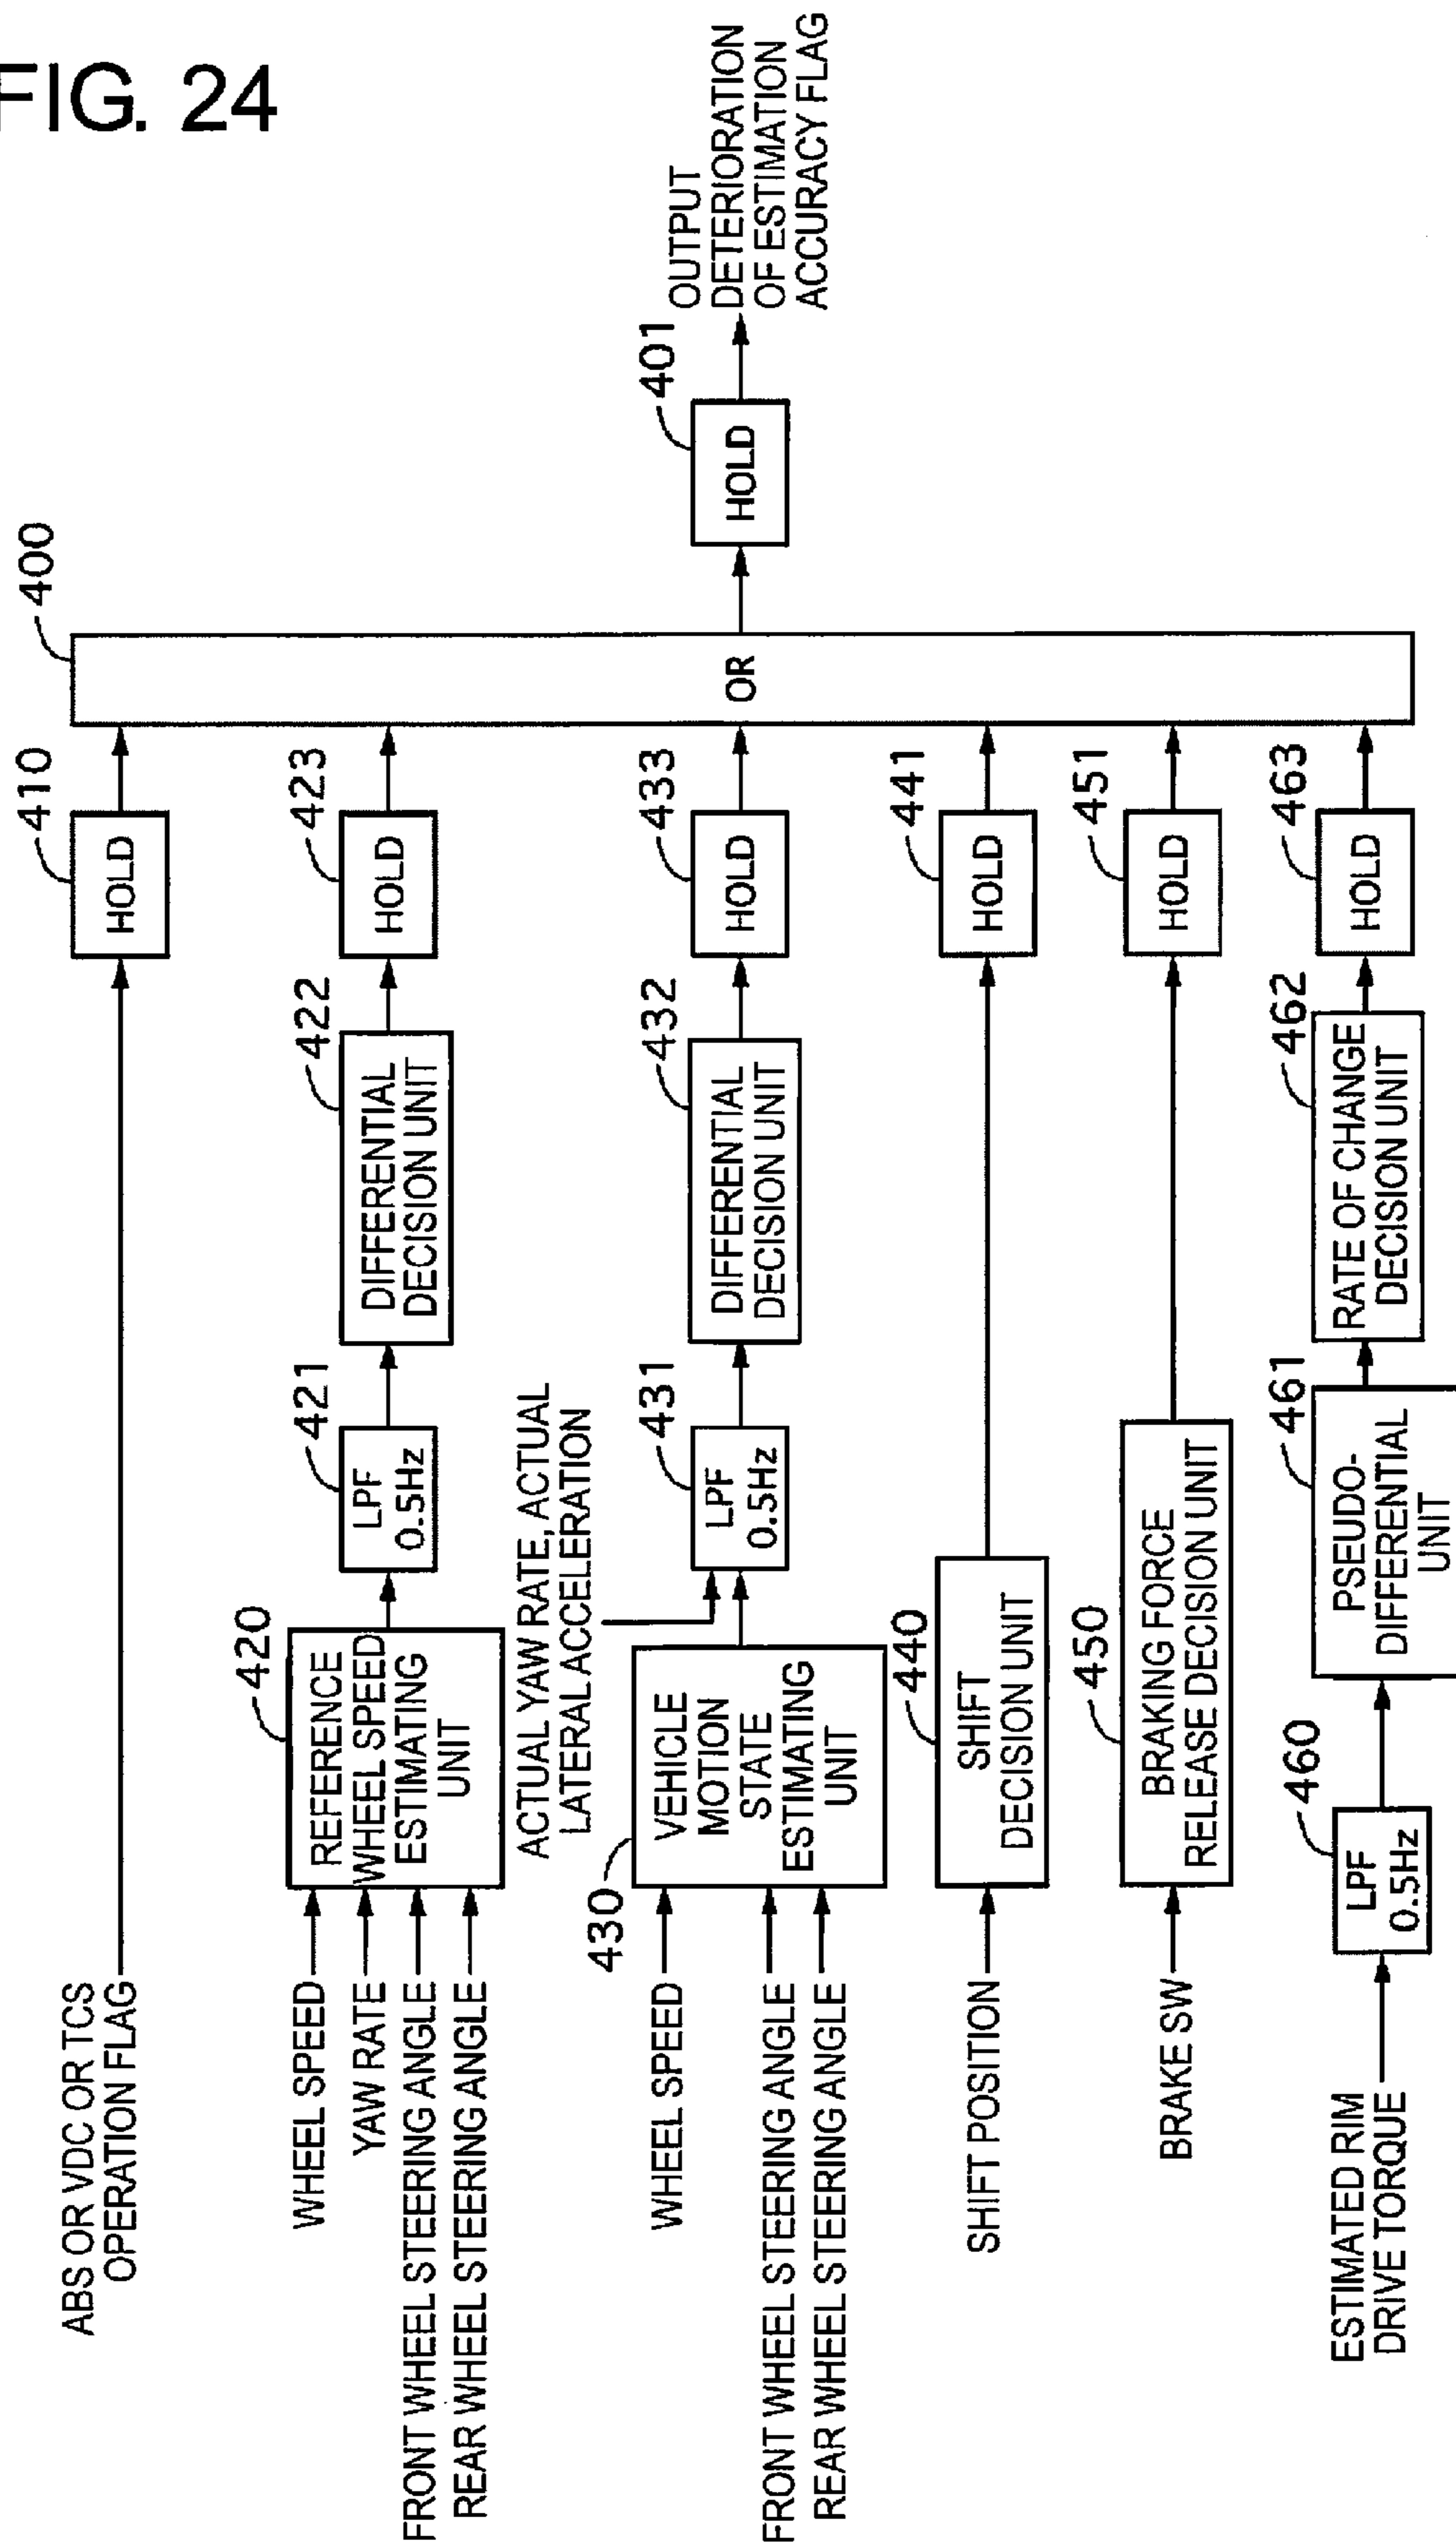 FIG. 24
ABS OR VDC OR TCS
OPERATION FLAG
410
HOLD
400
OR
401
HOLD
OUTPUT
DETERIORATION
OF ESTIMATION
ACCURACY FLAG
WHEEL SPEED
YAW RATE
FRONT WHEEL STEERING ANGLE
REAR WHEEL STEERING ANGLE
420
REFERENCE
WHEEL SPEED
ESTIMATING
UNIT
421
LPF
0.5Hz
422
DIFFERENTIAL
DECISION UNIT
423
HOLD
ACTUAL YAW RATE, ACTUAL
LATERAL ACCELERATION
WHEEL SPEED
FRONT WHEEL STEERING ANGLE
REAR WHEEL STEERING ANGLE
430
VEHICLE
MOTION
STATE
ESTIMATING
UNIT
431
LPF
0.5Hz
432
DIFFERENTIAL
DECISION UNIT
433
HOLD
SHIFT POSITION
440
SHIFT
DECISION UNIT
441
HOLD
BRAKE SW
450
BRAKING FORCE
RELEASE DECISION UNIT
451
HOLD
ESTIMATED RIM
DRIVE TORQUE
460
LPF
0.5Hz
461
PSEUDO-
DIFFERENTIAL
UNIT
462
RATE OF CHANGE
DECISION UNIT
463
HOLD